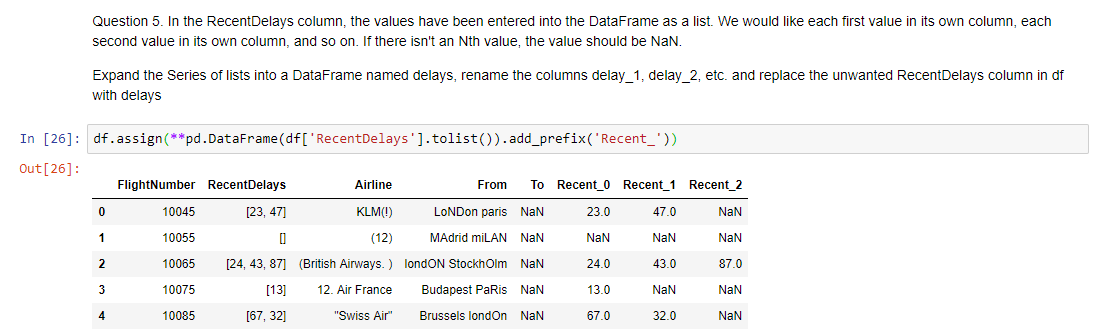 Question 5. In the RecentDelays column, the values have been entered into the DataFrame as a list. We would like each first value in its own column, each
second value in its own column, and so on. If there isn't an Nth value, the value should be NaN.
Expand the Series of lists into a DataFrame named delays, rename the columns delay_1, delay_2, etc. and replace the unwanted RecentDelays column in df
with delays
In [26]: df.assign(**pd.DataFrame(df['RecentDelays'].tolist()).add_prefix('Recent_'))
Out[26]:
FlightNumber RecentDelays Airline From To Recent_0 Recent_1 Recent_2
0 10045 [23, 47] KLM(!) LoNDon paris NaN 23.0 47.0 NaN
1 10055 [] (12) MAdrid miLAN NaN NaN NaN NaN
2 10065 [24, 43, 87] (British Airways. ) londON StockhOlm NaN 24.0 43.0 87.0
3 10075 [13] 12. Air France Budapest PaRis NaN 13.0 NaN NaN
4 10085 [67, 32] "Swiss Air" Brussels londOn NaN 67.0 32.0 NaN